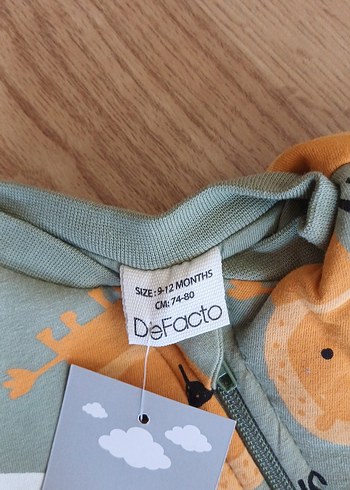 SIZE : 9-12 MONTHS
CM: 74-80
DeFacto